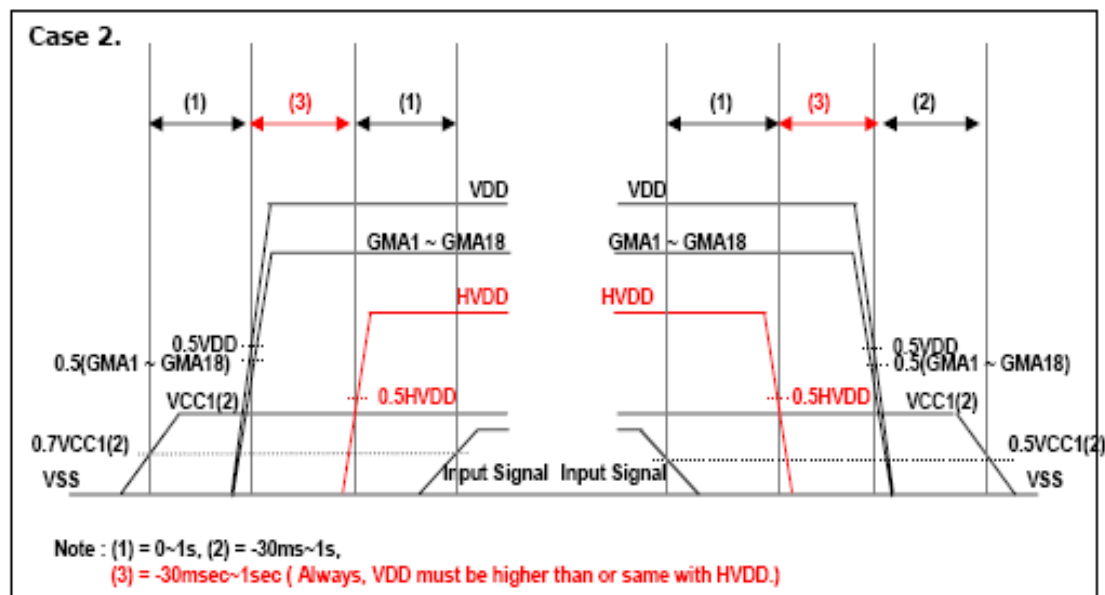 Case 2.
(1) (3) (1) (1) (3) (2)
VDD VDD
GMA1 ~ GMA18 GMA1 ~ GMA18
HVDD HVDD
0.5VDD 0.5VDD
0.5(GMA1 ~ GMA18) 0.5(GMA1 ~ GMA18)
0.5HVDD 0.5HVDD
VCC1(2) VCC1(2)
0.7VCC1(2) 0.5VCC1(2)
Input Signal Input Signal
VSS VSS
Note : (1) = 0~1s, (2) = -30ms~1s,
(3) = -30msec~1sec ( Always, VDD must be higher than or same with HVDD.)